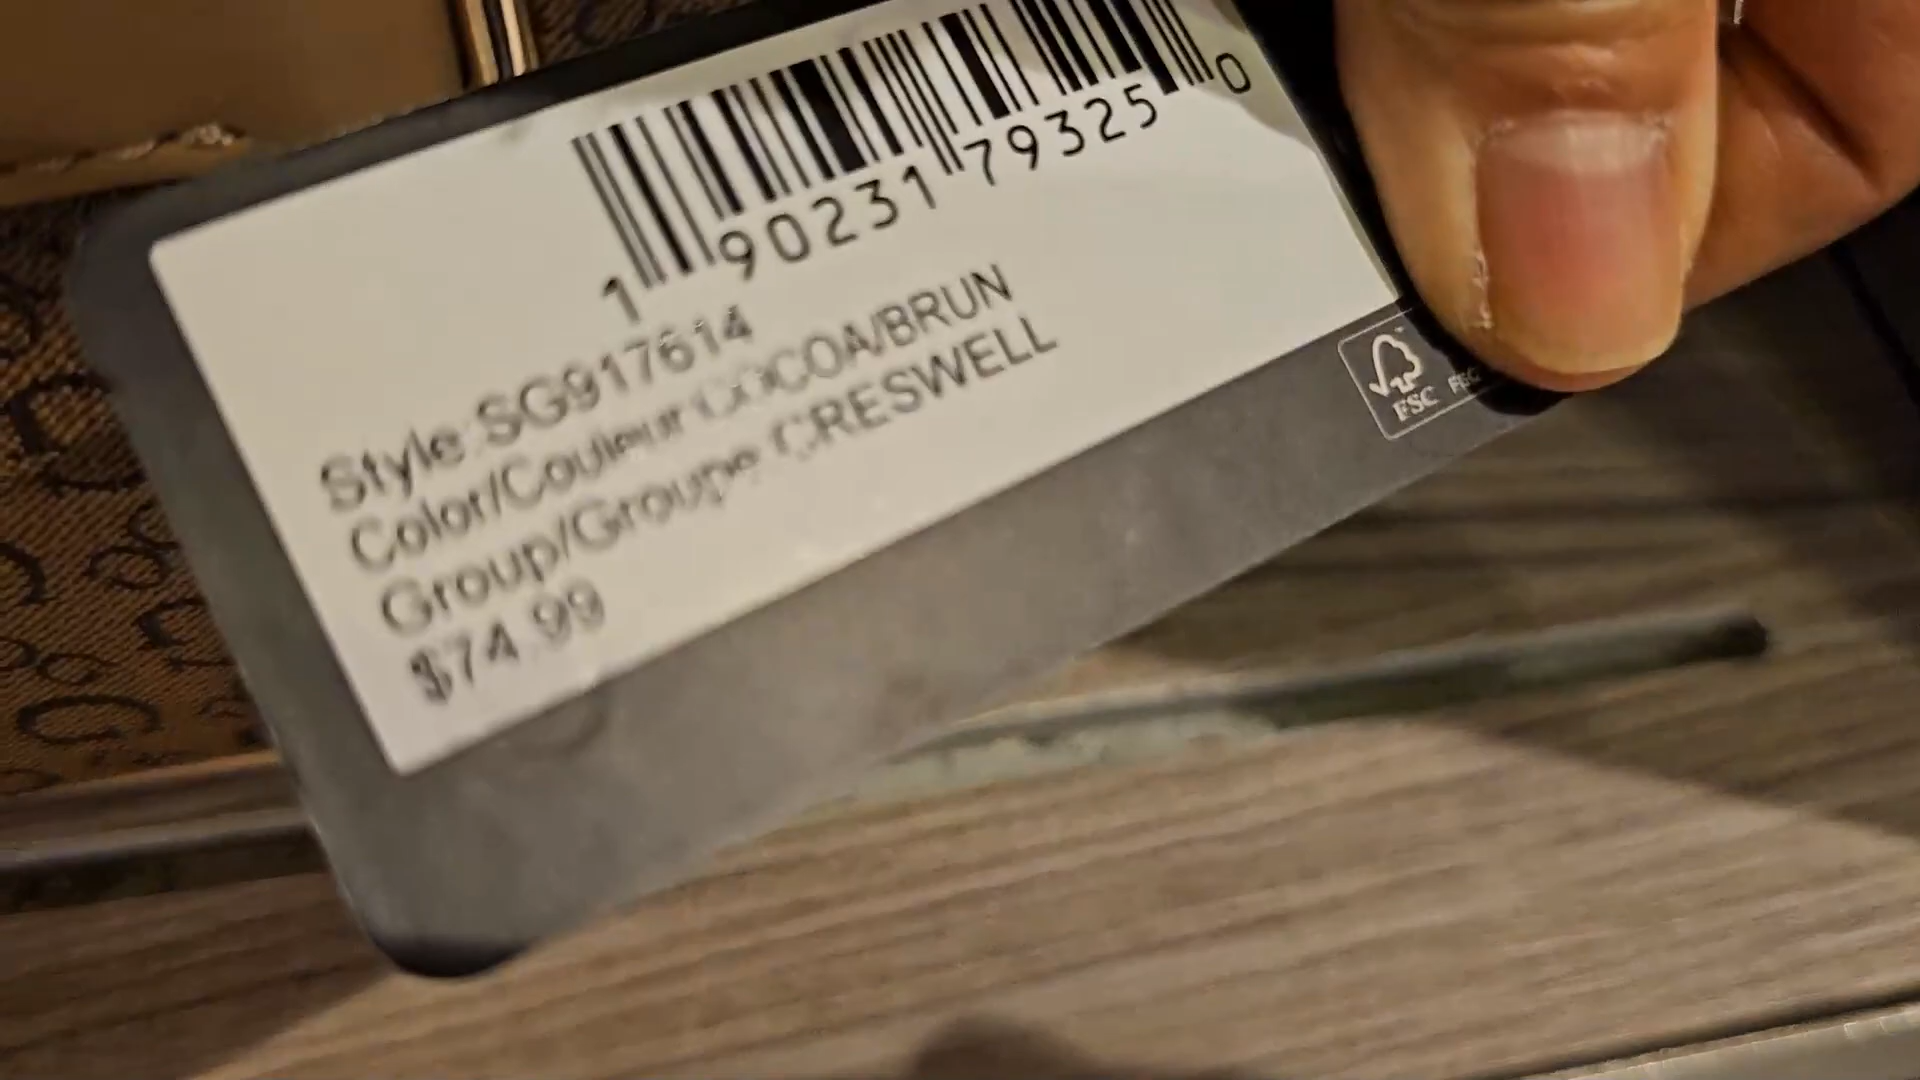 1 90231 79325 0
Style:SG917614
Color/Couleur COCOA/BRUN
Group/Groupe CRESWELL
$74.99
FSC